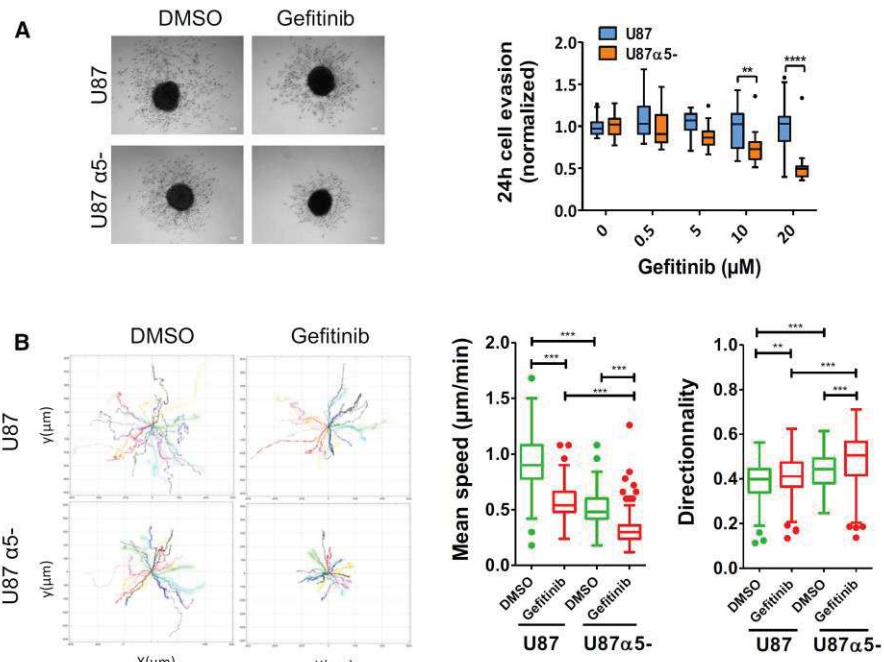 A
DMSO
Gefitinib
U87
U87 α5-
U87
U87α5-
24h cell evasion
(normalized)
2.0
1.5
1.0
0.5
0.0
**
****
0
0.5
5
10
20
Gefitinib (μM)
B
DMSO
Gefitinib
U87
U87 α5-
y(μm)
y(μm)
X(μm)
Mean speed (μm/min)
2.0
1.5
1.0
0.5
0.0
***
***
***
***
DMSO
Gefitinib
DMSO
Gefitinib
U87
U87α5-
Directionnality
1.0
0.8
0.6
0.4
0.2
0.0
***
**
***
***
DMSO
Gefitinib
DMSO
Gefitinib
U87
U87α5-